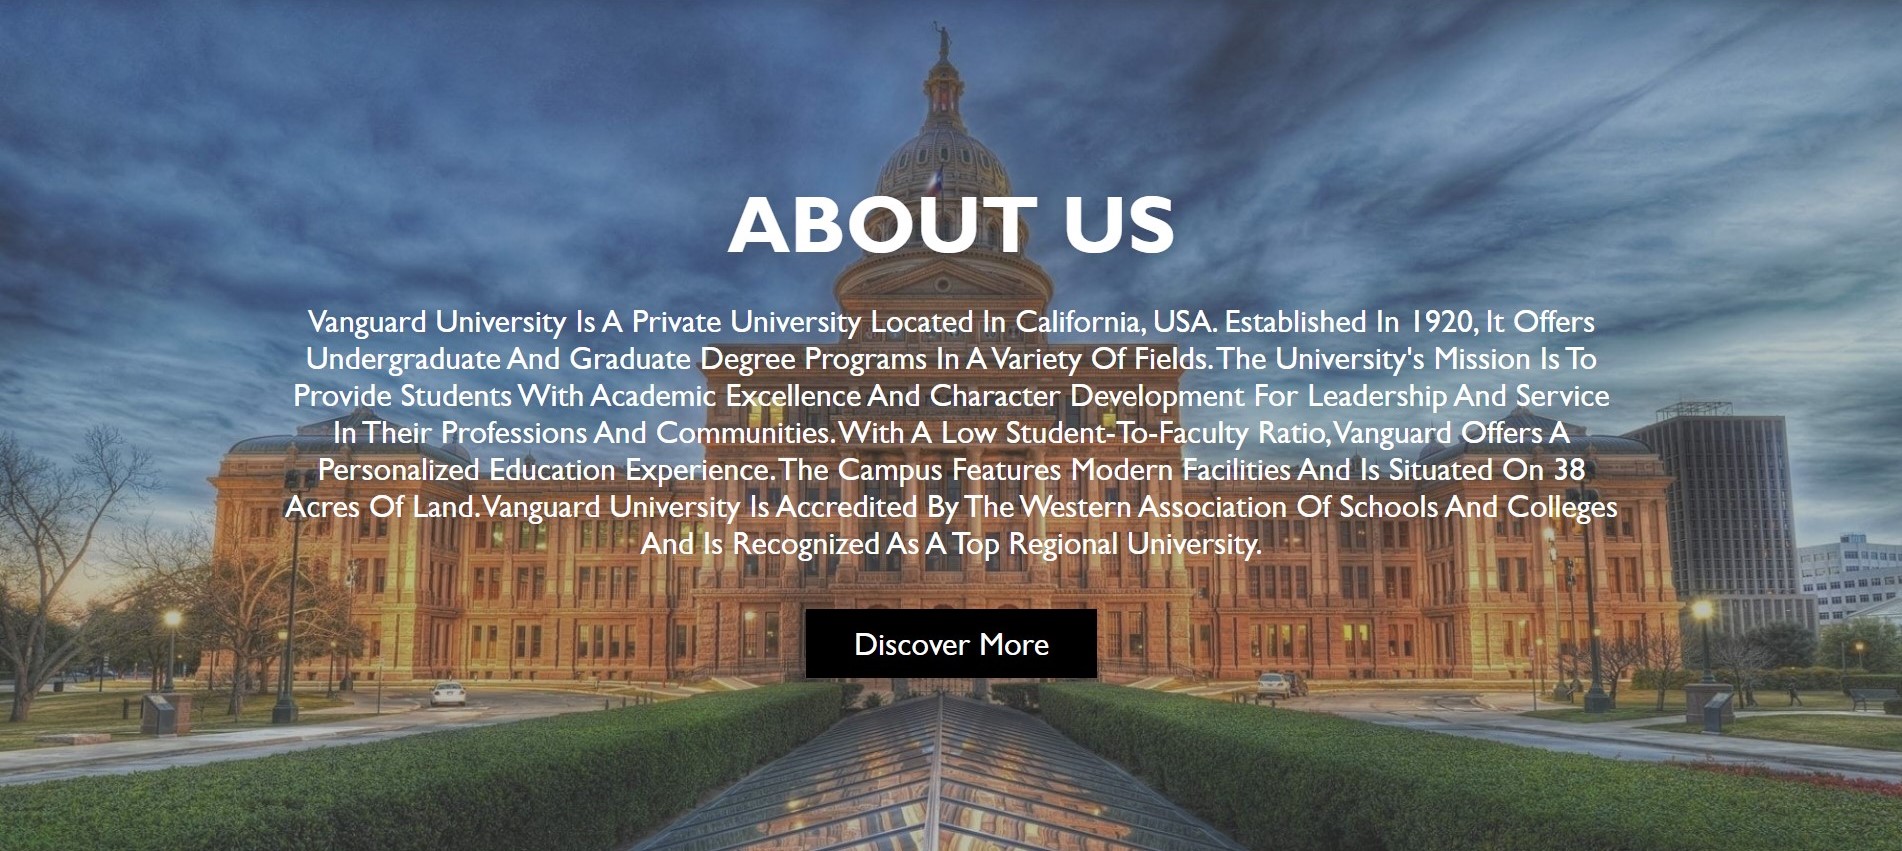 ABOUT US
Vanguard University Is A Private University Located In California, USA. Established In 1920, It Offers
Undergraduate And Graduate Degree Programs In A Variety Of Fields. The University's Mission Is To
Provide Students With Academic Excellence And Character Development For Leadership And Service
In Their Professions And Communities. With A Low Student-To-Faculty Ratio, Vanguard Offers A
Personalized Education Experience. The Campus Features Modern Facilities And Is Situated On 38
Acres Of Land. Vanguard University Is Accredited By The Western Association Of Schools And Colleges
And Is Recognized As A Top Regional University.
Discover More